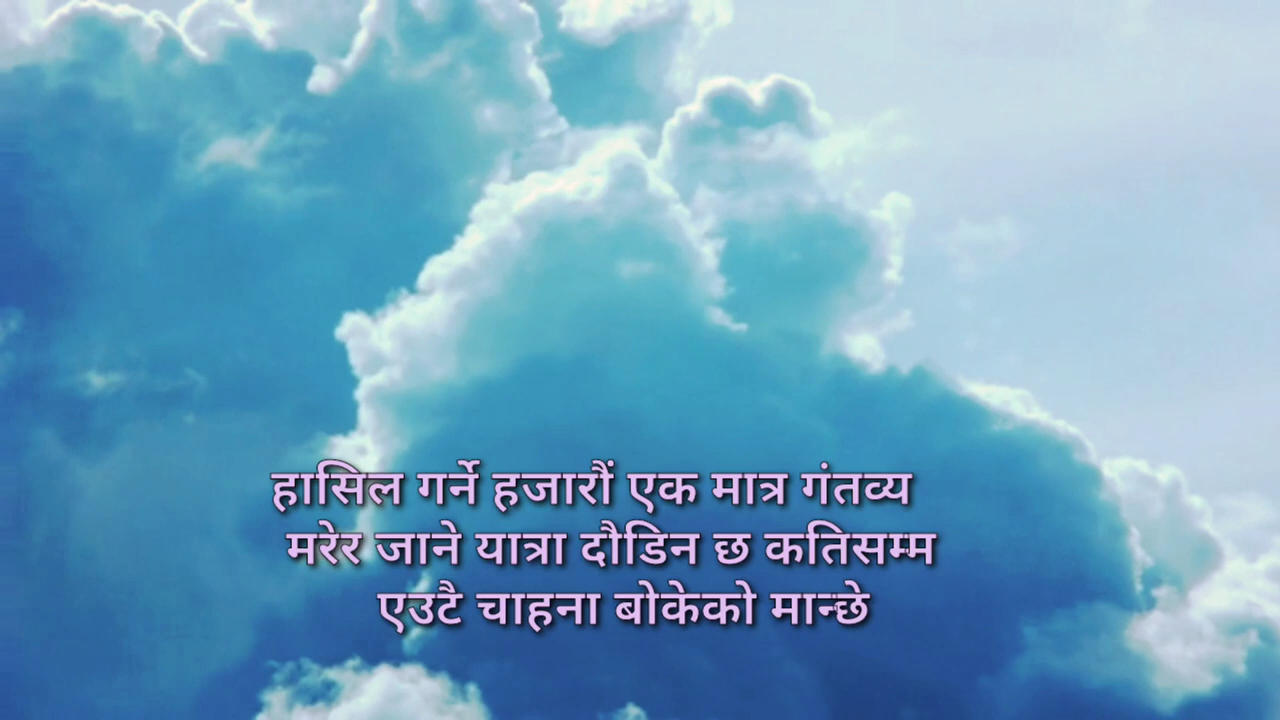 हासिल गर्ने हजारौं एक मात्र गंतव्य
मरेर जाने यात्रा दौडिन छ कतिसम्म
एउटै चाहना बोकेको मान्छे